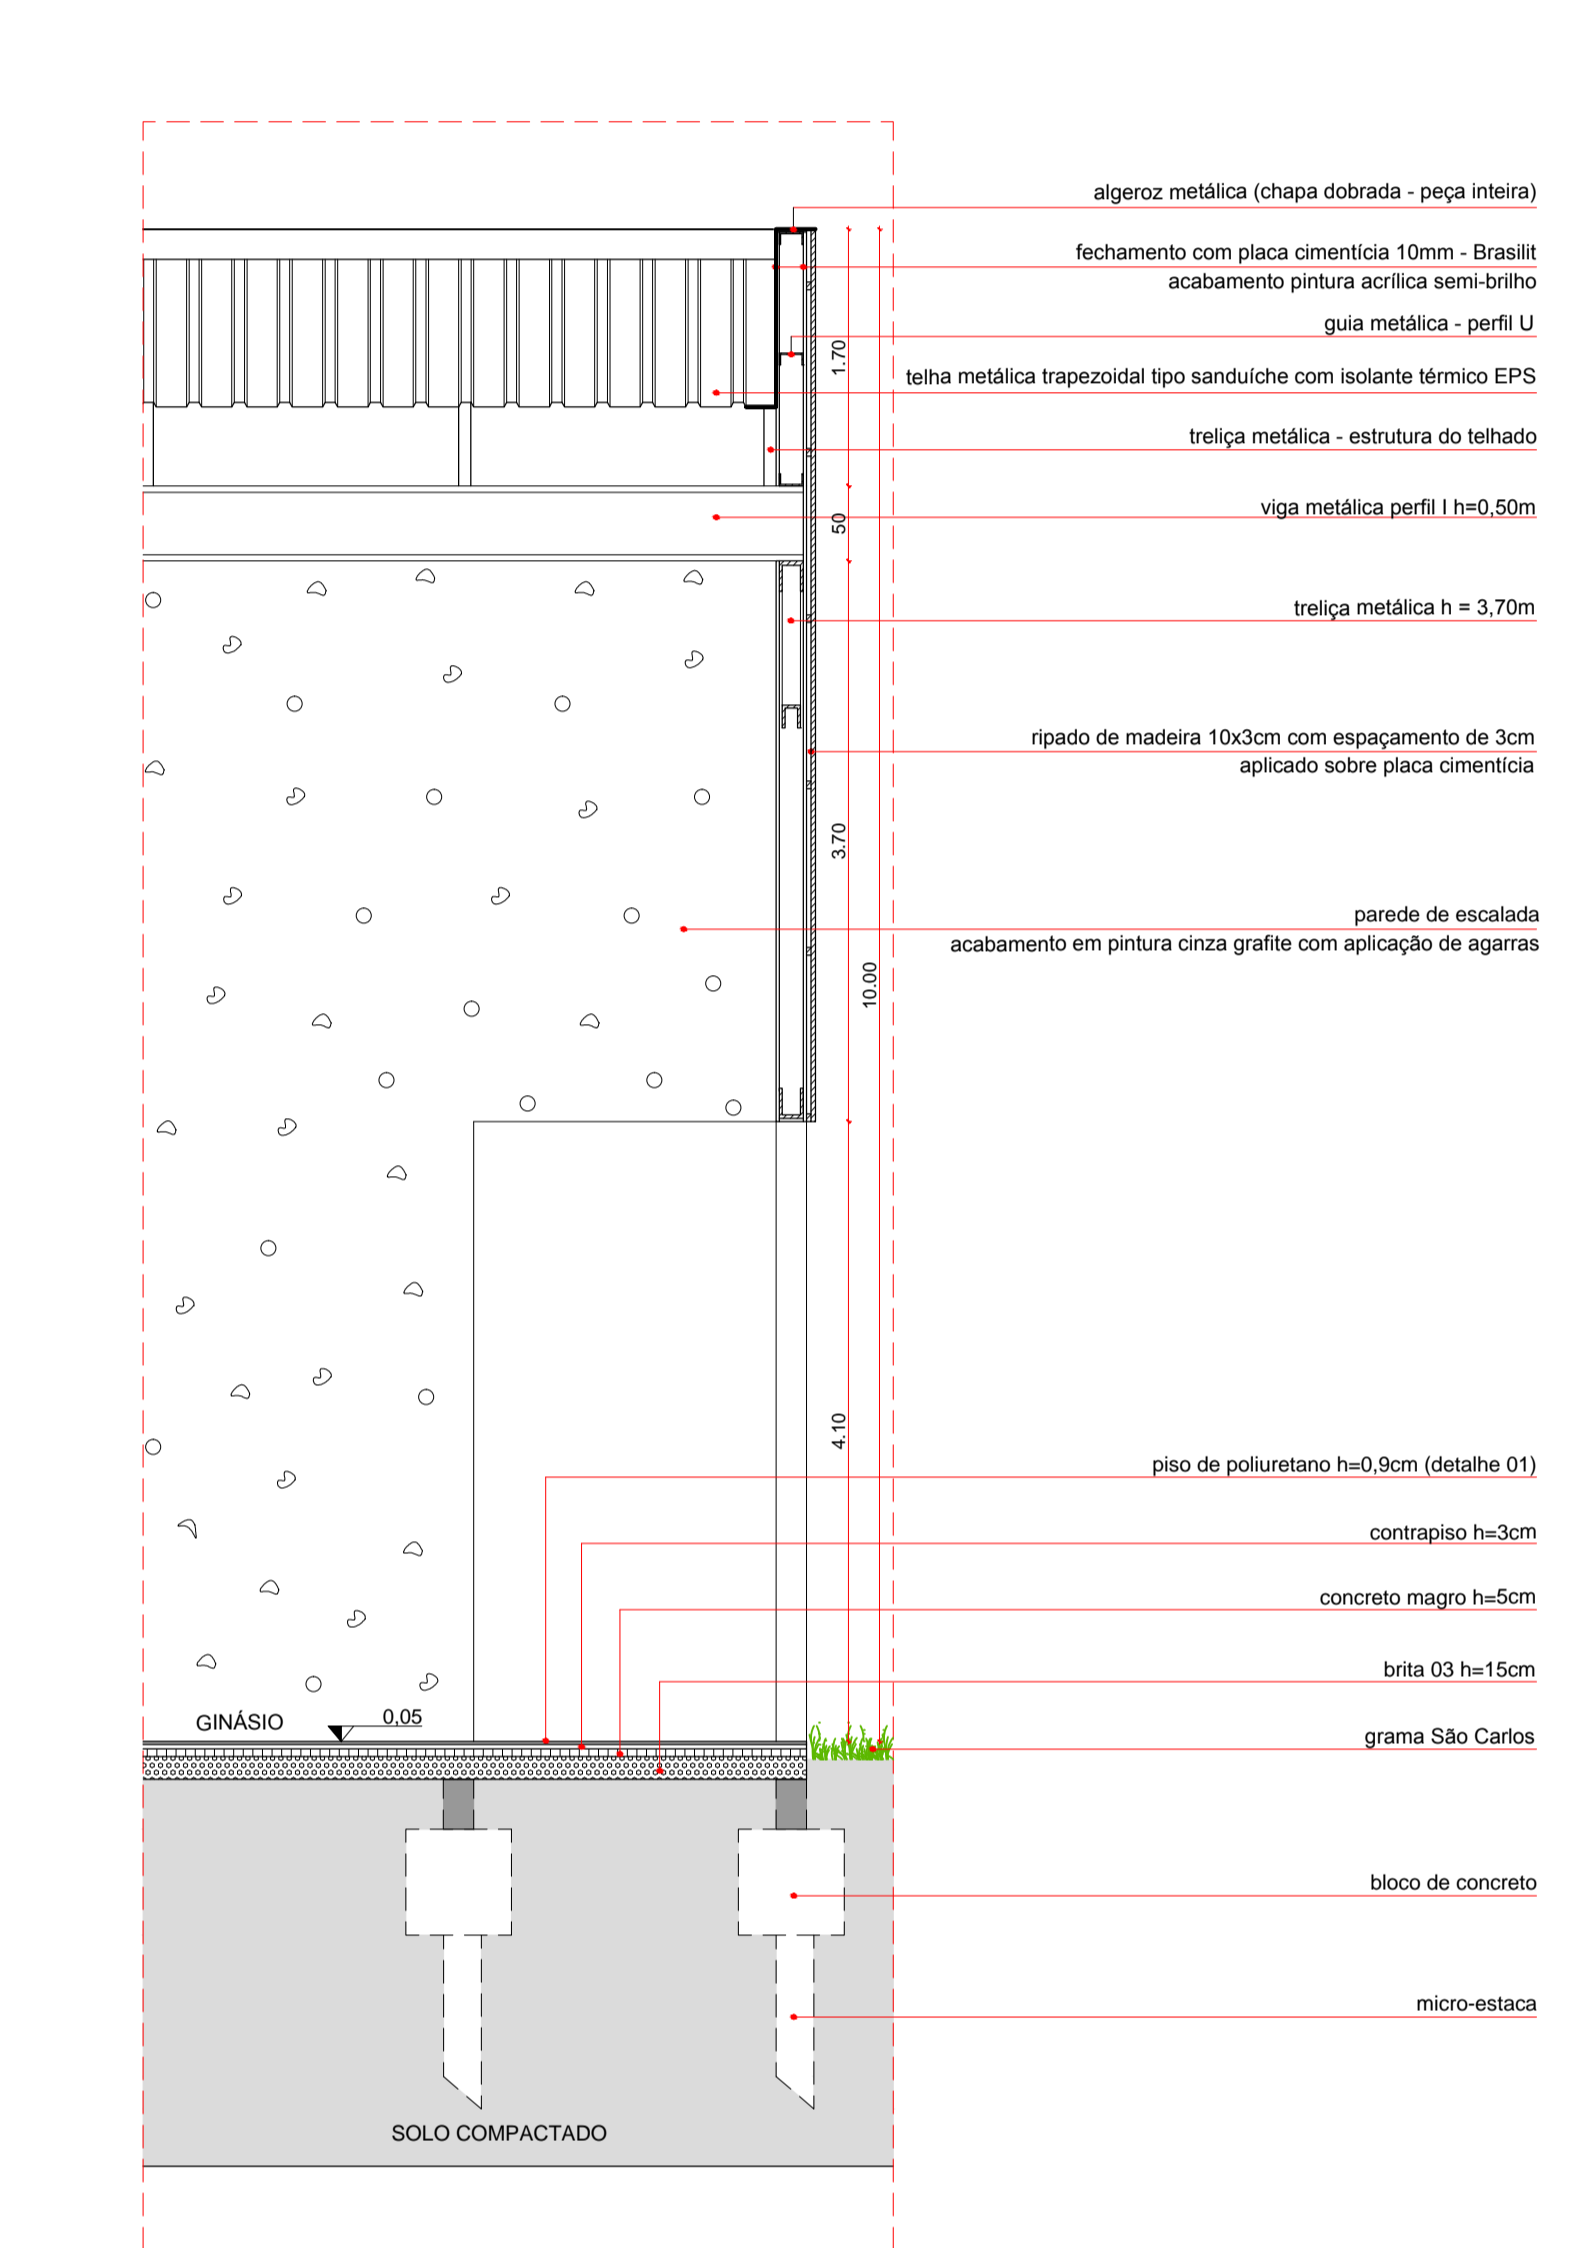 algeroz metálica (chapa dobrada - peça inteira)
fechamento com placa cimentícia 10mm - Brasilit
acabamento pintura acrílica semi-brilho
guia metálica - perfil U
1.70
telha metálica trapezoidal tipo sanduíche com isolante térmico EPS
treliça metálica - estrutura do telhado
viga metálica perfil I h=0,50m
50
treliça metálica h = 3,70m
ripado de madeira 10x3cm com espaçamento de 3cm
aplicado sobre placa cimentícia
3.70
parede de escalada
acabamento em pintura cinza grafite com aplicação de agarras
10.00
4.10
piso de poliuretano h=0,9cm (detalhe 01)
contrapiso h=3cm
concreto magro h=5cm
brita 03 h=15cm
GINÁSIO
0,05
grama São Carlos
bloco de concreto
micro-estaca
SOLO COMPACTADO